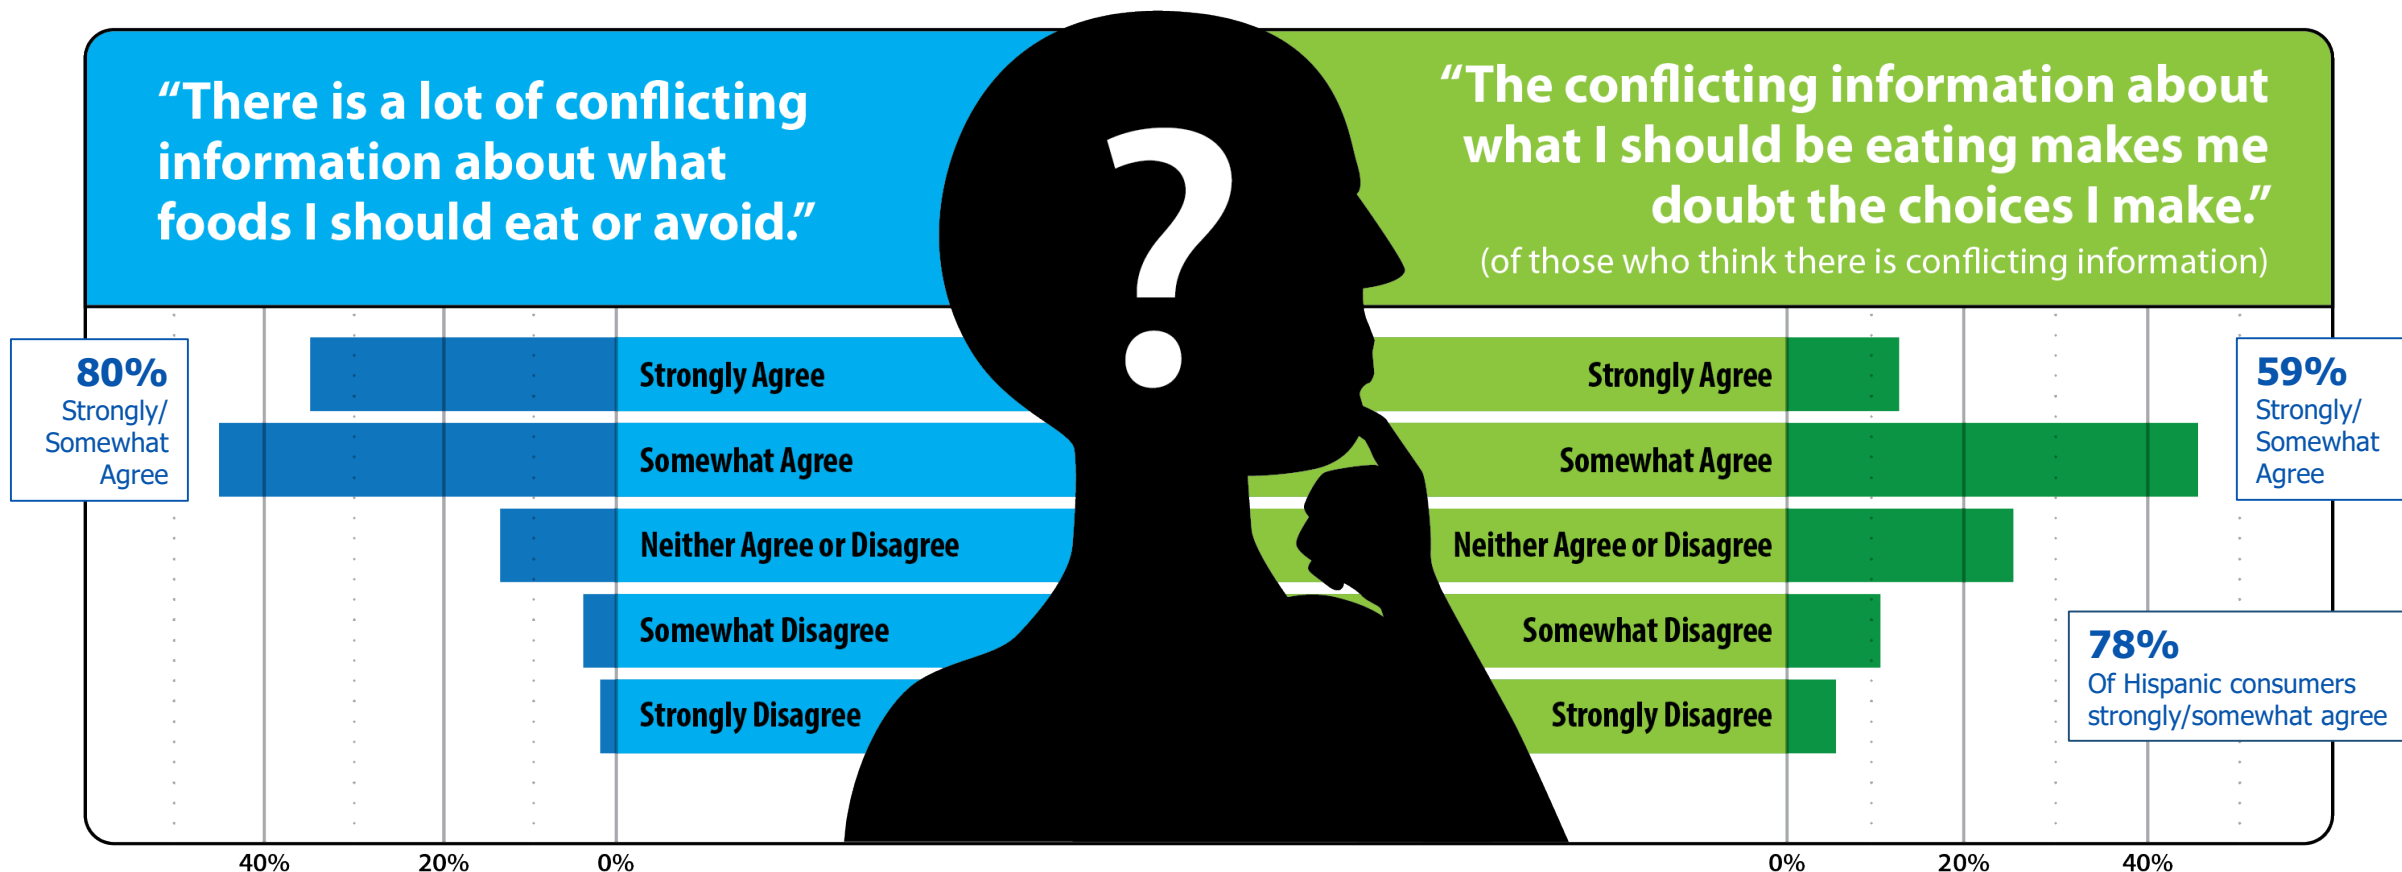 “There is a lot of conflicting
information about what
foods I should eat or avoid.”
?
“The conflicting information about
what I should be eating makes me
doubt the choices I make.”
(of those who think there is conflicting information)
80%
Strongly/
Somewhat
Agree
Strongly Agree
Somewhat Agree
Neither Agree or Disagree
Somewhat Disagree
Strongly Disagree
40%
20%
0%
Strongly Agree
Somewhat Agree
Neither Agree or Disagree
Somewhat Disagree
Strongly Disagree
59%
Strongly/
Somewhat
Agree
78%
Of Hispanic consumers
strongly/somewhat agree
0%
20%
40%